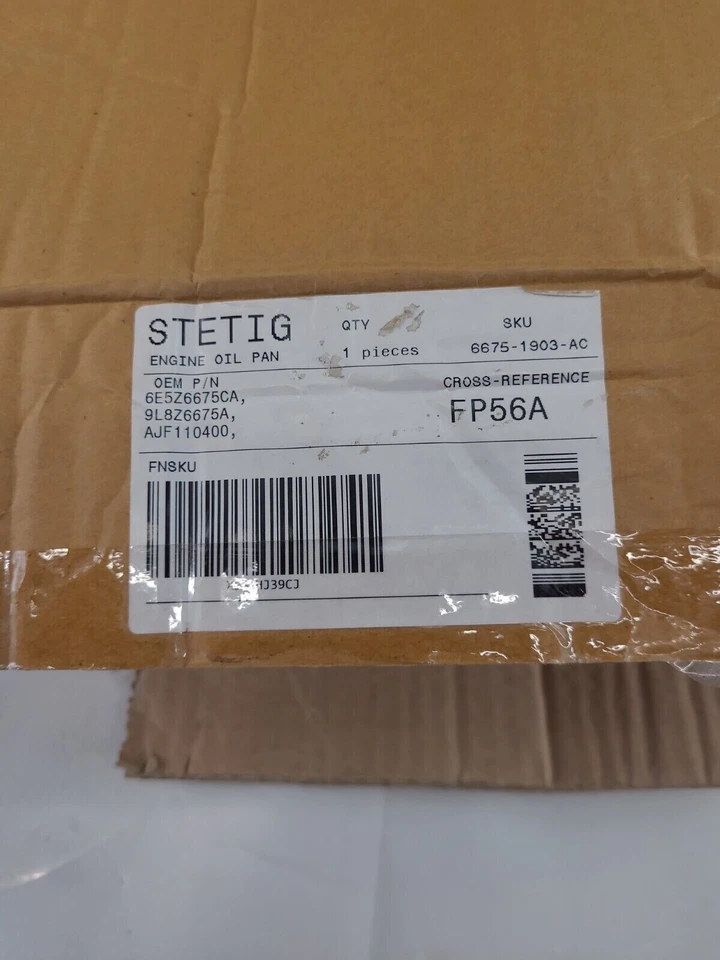 STETIG
ENGINE OIL PAN
QTY
1 pieces
SKU
6675-1903-AC
OEM P/N
6E5Z6675CA,
9L8Z6675A,
AJF110400,
CROSS-REFERENCE
FP56A
FNSKU